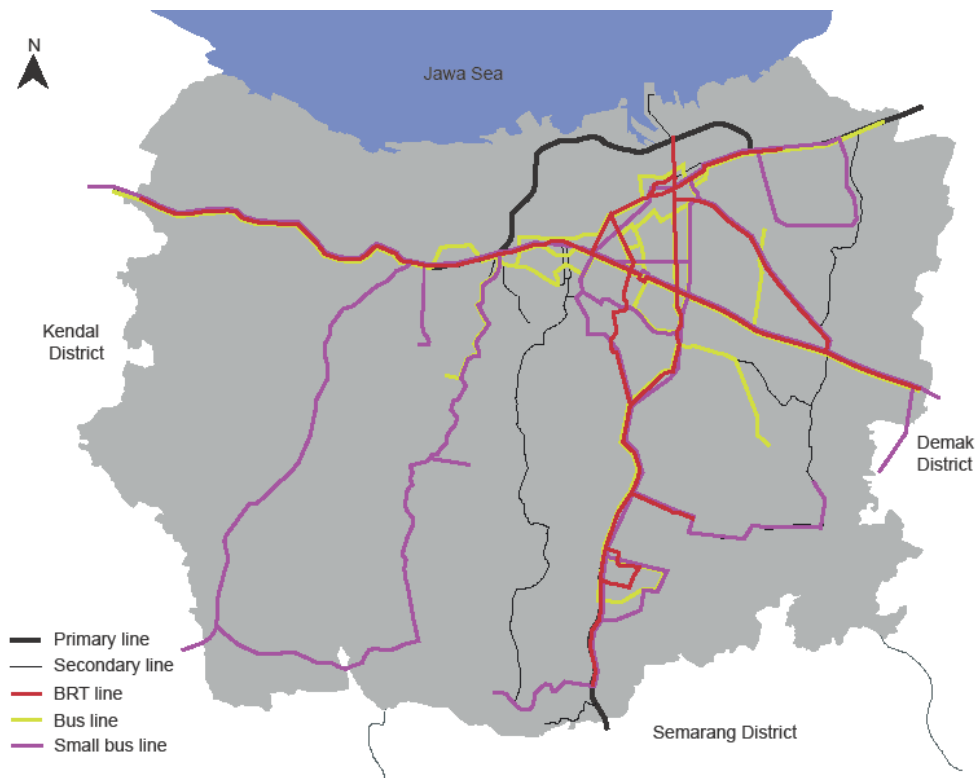 N
Jawa Sea
Kendal
District
Demak
District
Primary line
Secondary line
BRT line
Bus line
Small bus line
Semarang District